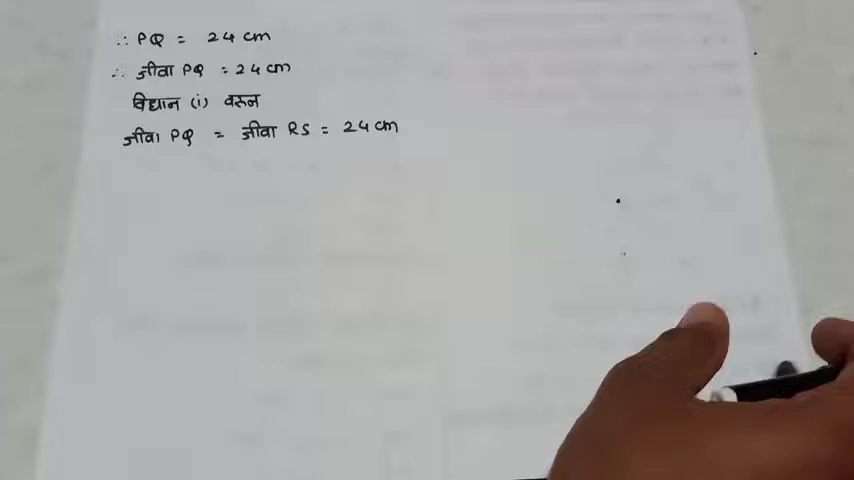 ∴ PQ = 24 cm
∴ जीवा PQ = 24 cm
विधान (i) वरुन
जीवा PQ = जीवा RS = 24 cm